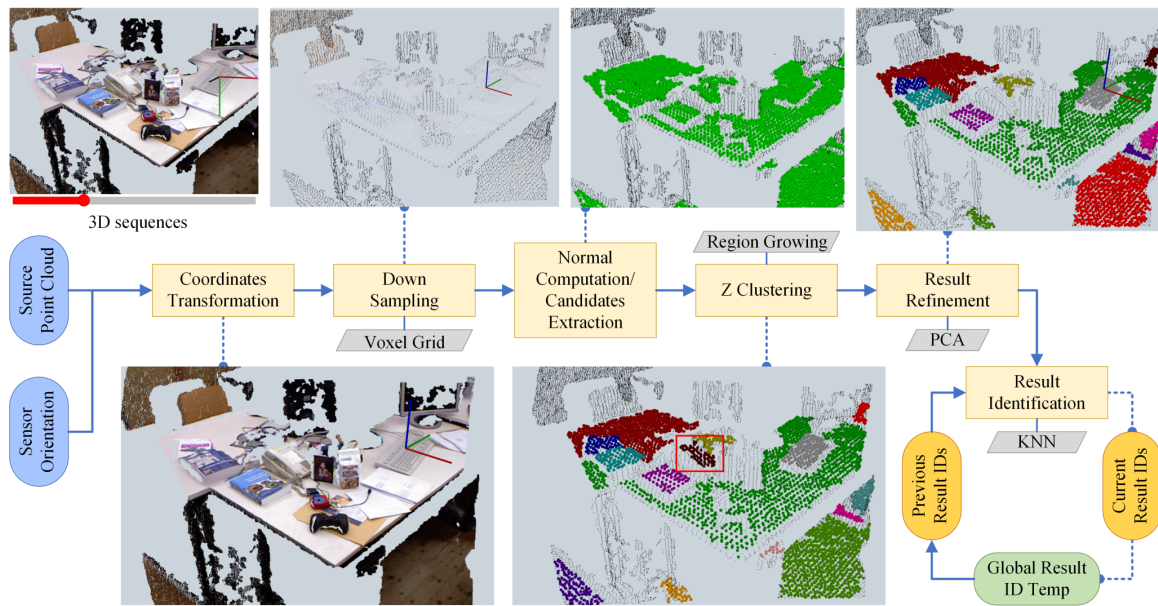 3D sequences
Source
Point Cloud
Sensor
Orientation
Coordinates
Transformation
Down
Sampling
Voxel Grid
Normal
Computation/
Candidates
Extraction
Region Growing
Z Clustering
Result
Refinement
PCA
Result
Identification
KNN
Previous
Result IDs
Current
Result IDs
Global Result
ID Temp